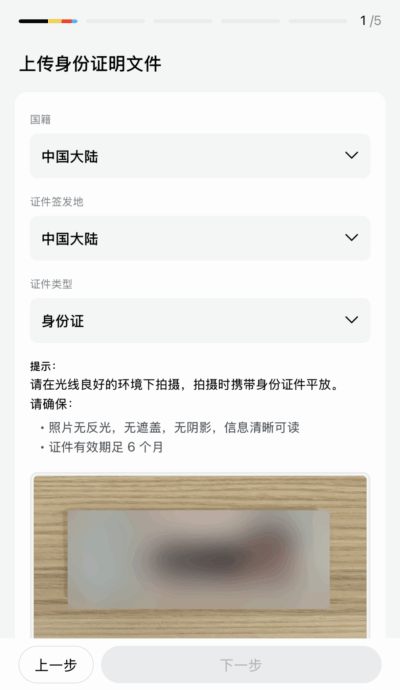 1 /5
上传身份证明文件
国籍
中国大陆
证件签发地
中国大陆
证件类型
身份证
提示：
请在光线良好的环境下拍摄，拍摄时携带身份证件平放。
请确保：
• 照片无反光，无遮盖，无阴影，信息清晰可读
• 证件有效期足 6 个月
上一步
下一步